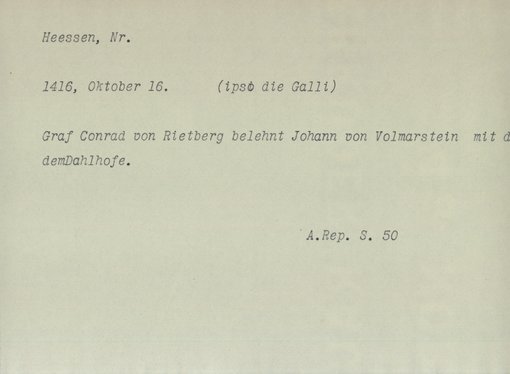 Heessen, Nr.
1416, Oktober 16. (ipso die Galli)
Graf Conrad von Rietberg belehnt Johann von Volmarstein mit d
demDahlhofe.
A.Rep. S. 50